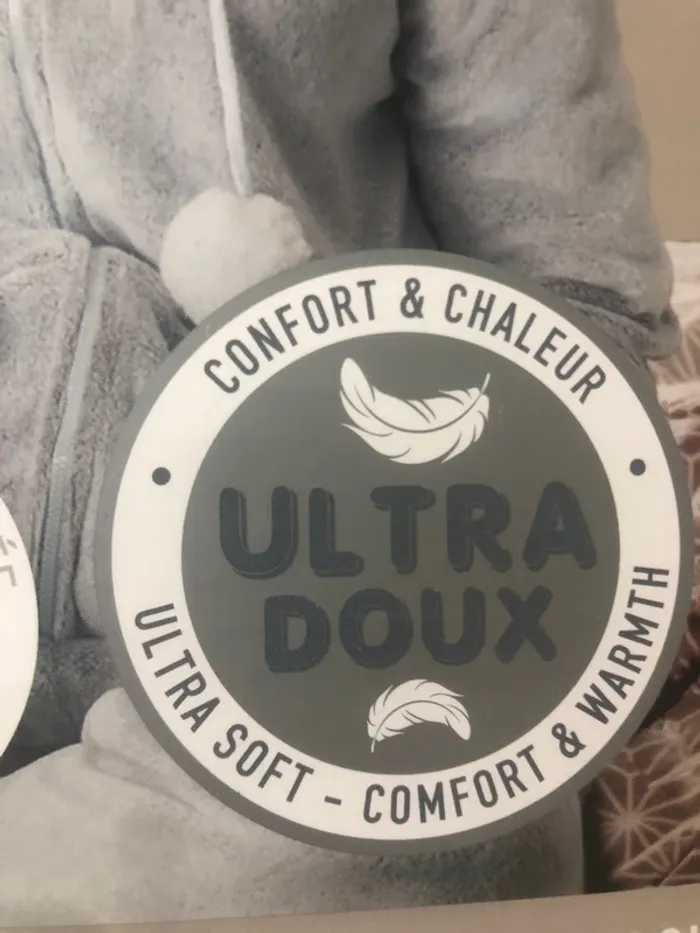 CONFORT & CHALEUR
ULTRA
DOUX
ULTRA SOFT - COMFORT & WARMTH